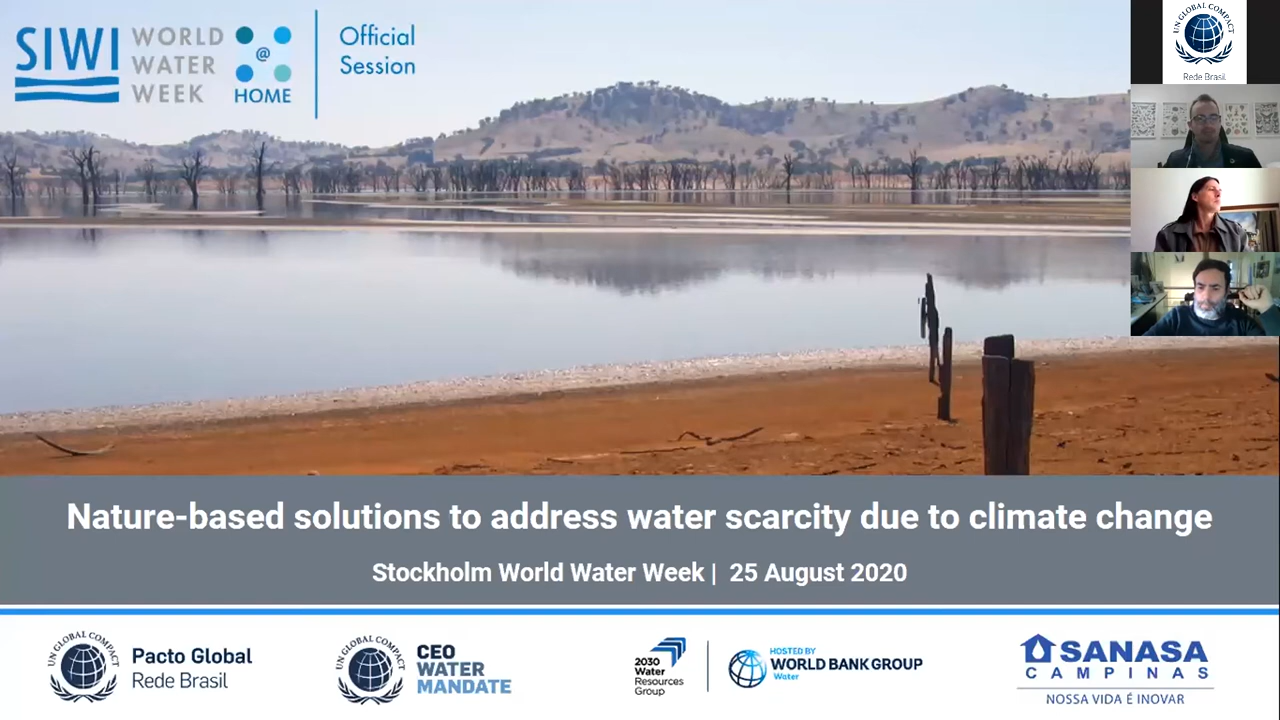 SIWI
WORLD
WATER
WEEK
@
HOME
Official
Session
UN GLOBAL COMPACT
Rede Brasil
Nature-based solutions to address water scarcity due to climate change
Stockholm World Water Week | 25 August 2020
UN GLOBAL COMPACT
Pacto Global
Rede Brasil
UN GLOBAL COMPACT
CEO
WATER
MANDATE
2030
Water
Resources
Group
HOSTED BY
WORLD BANK GROUP
Water
SANASA
CAMPINAS
NOSSA VIDA É INOVAR